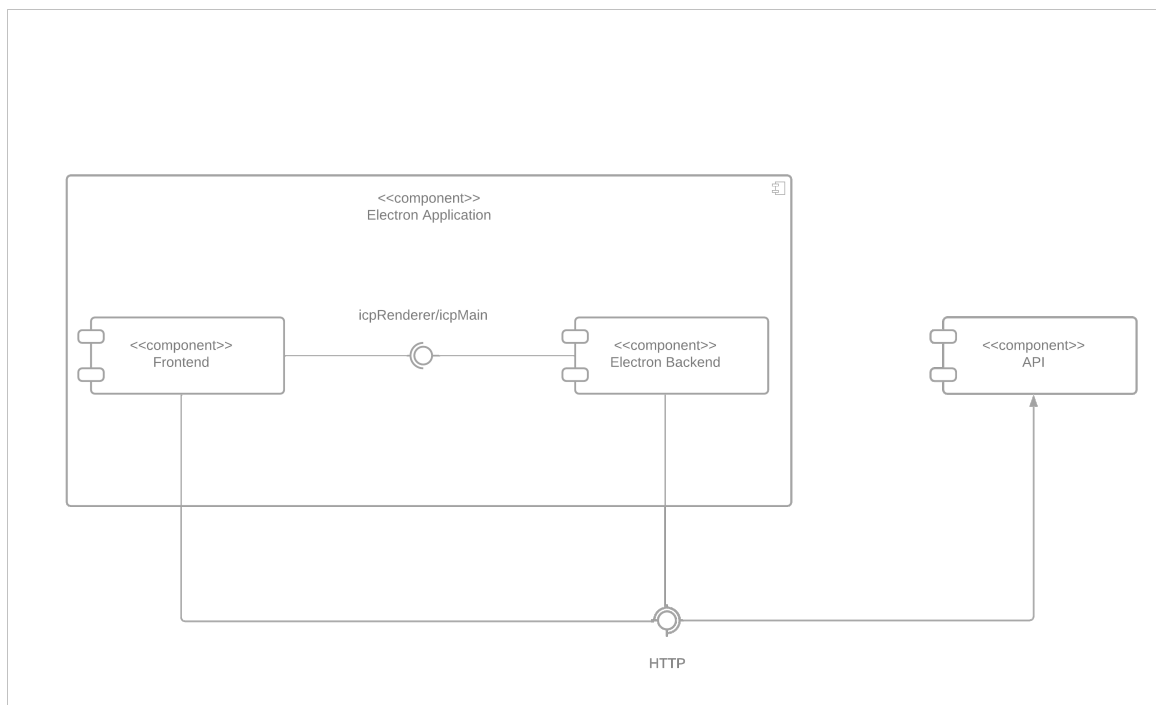 <<component>>
Electron Application
icpRenderer/icpMain
<<component>>
Frontend
<<component>>
Electron Backend
<<component>>
API
HTTP